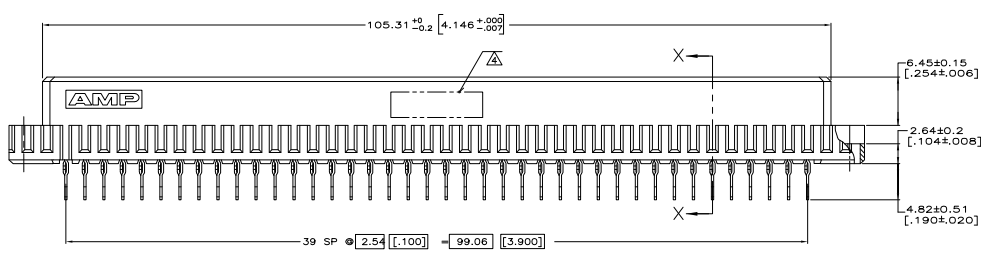 105.31 +0 -0.2 [4.146 +.000 -.007]
4
X
6.45±0.15
[.254±.006]
AMP
2.64±0.2
[.104±.008]
4.82±0.51
[.190±.020]
X
39 SP @ 2.54 [.100] = 99.06 [3.900]